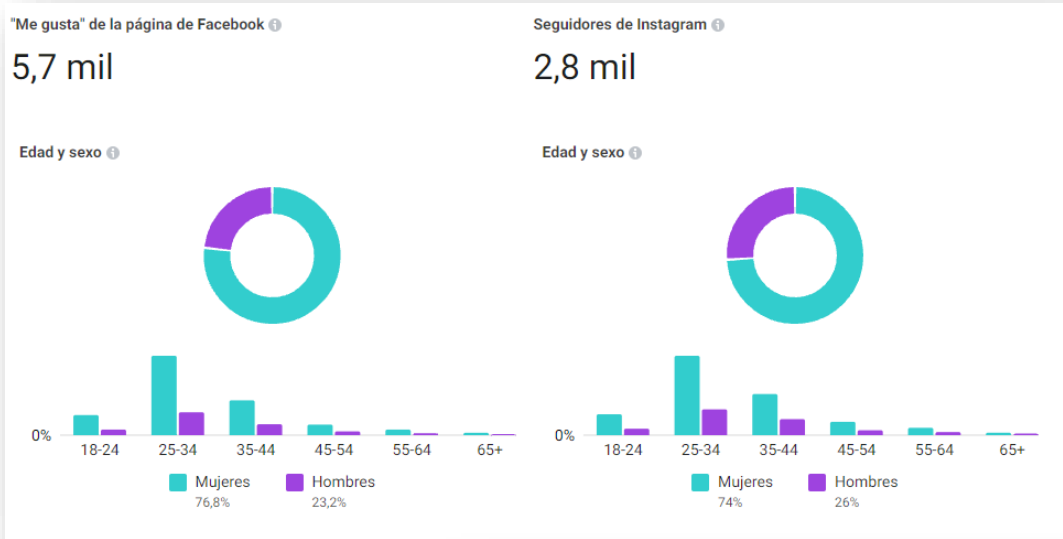 "Me gusta" de la página de Facebook
5,7 mil
Edad y sexo
0%
18-24 25-34 35-44 45-54 55-64 65+
Mujeres Hombres
76,8% 23,2%
Seguidores de Instagram
2,8 mil
Edad y sexo
0%
18-24 25-34 35-44 45-54 55-64 65+
Mujeres Hombres
74% 26%